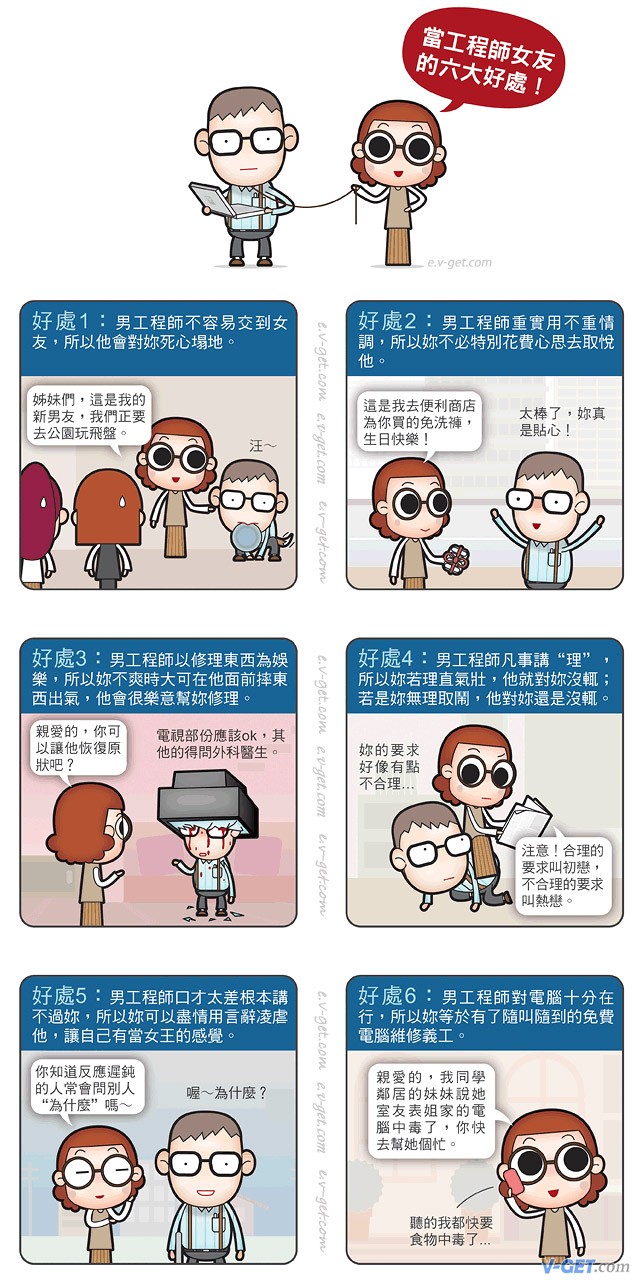 當工程師女友
的六大好處！
e.v-get.com
好處1：男工程師不容易交到女
友，所以他會對妳死心塌地。
姊妹們，這是我的
新男友，我們正要
去公園玩飛盤。
汪～
e.v-get.com e.v-get.com e.v-get.com
好處2：男工程師重實用不重情
調，所以妳不必特別花費心思去取悅
他。
這是我去便利商店
為你買的免洗褲，
生日快樂！
太棒了，妳真
是貼心！
好處3：男工程師以修理東西為娛
樂，所以妳不爽時大可在他面前摔東
西出氣，他會很樂意幫妳修理。
親愛的，你可
以讓他恢復原
狀吧？
電視部份應該ok，其
他的得問外科醫生。
e.v-get.com e.v-get.com e.v-get.com
好處4：男工程師凡事講“理”，
所以妳若理直氣壯，他就對妳沒輒；
若是妳無理取鬧，他對妳還是沒輒。
妳的要求
好像有點
不合理...
注意！合理的
要求叫初戀，
不合理的要求
叫熱戀。
好處5：男工程師口才太差根本講
不過妳，所以妳可以盡情用言辭凌虐
他，讓自己有當女王的感覺。
你知道反應遲鈍
的人常會問別人
“為什麼”嗎～
喔～為什麼？
e.v-get.com e.v-get.com e.v-get.com
好處6：男工程師對電腦十分在
行，所以妳等於有了隨叫隨到的免費
電腦維修義工。
親愛的，我同學
鄰居的妹妹說她
室友表姐家的電
腦中毒了，你快
去幫她個忙。
聽的我都快要
食物中毒了...
V-GET.com